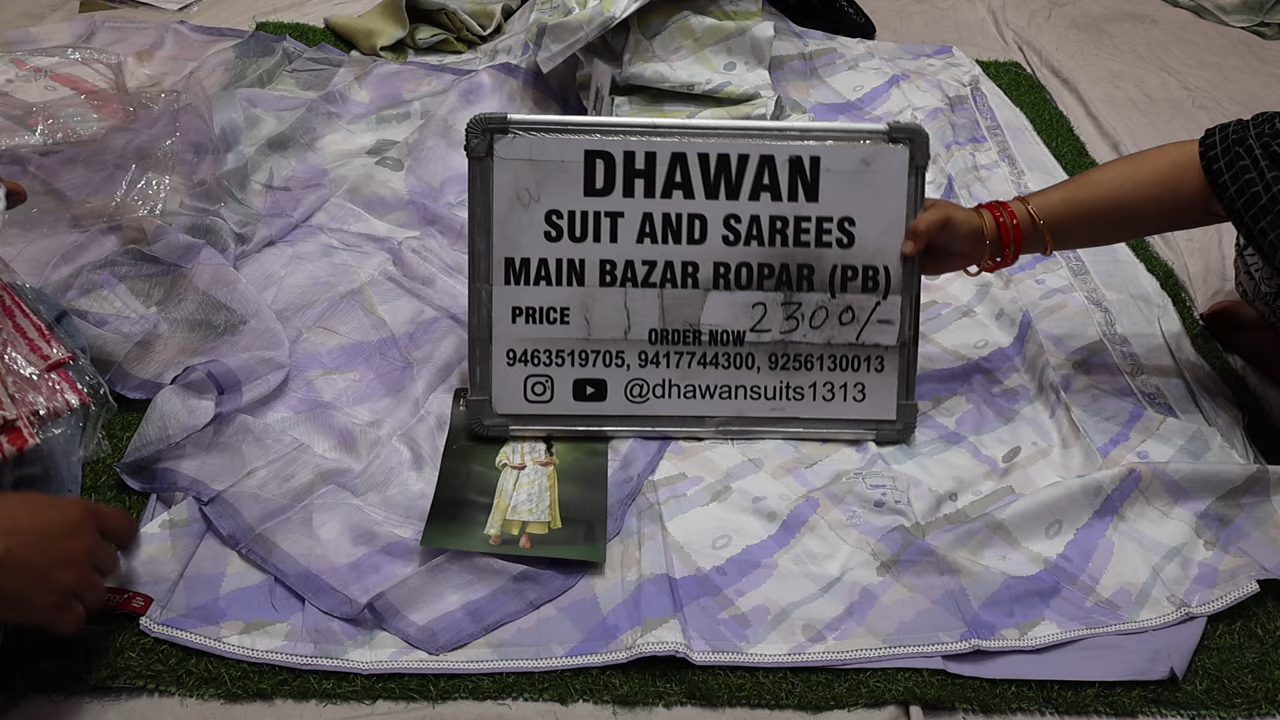 DHAWAN
SUIT AND SAREES
MAIN BAZAR ROPAR (PB)
PRICE 2300/-
ORDER NOW
9463519705, 9417744300, 9256130013
@dhawansuits1313